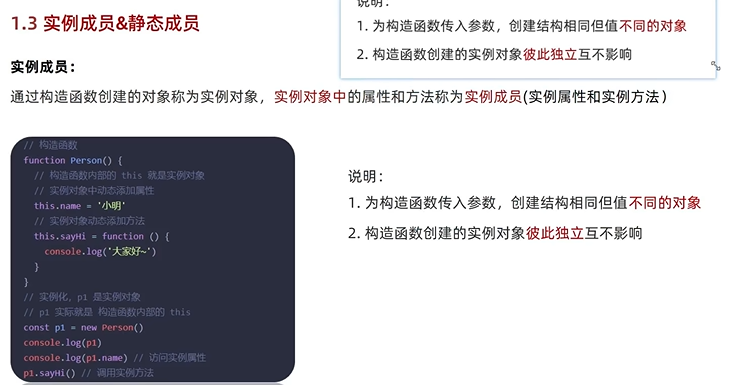 1.3 实例成员&静态成员
说明：
1. 为构造函数传入参数，创建结构相同但值不同的对象
2. 构造函数创建的实例对象彼此独立互不影响
实例成员：
通过构造函数创建的对象称为实例对象，实例对象中的属性和方法称为实例成员(实例属性和实例方法）
// 构造函数
function Person() {
// 构造函数内部的 this 就是实例对象
// 实例对象中动态添加属性
this.name = '小明'
// 实例对象动态添加方法
this.sayHi = function () {
console.log('大家好~')
}
}
// 实例化，p1 是实例对象
// p1 实际就是 构造函数内部的 this
const p1 = new Person()
console.log(p1)
console.log(p1.name) // 访问实例属性
p1.sayHi() // 调用实例方法
说明：
1. 为构造函数传入参数，创建结构相同但值不同的对象
2. 构造函数创建的实例对象彼此独立互不影响